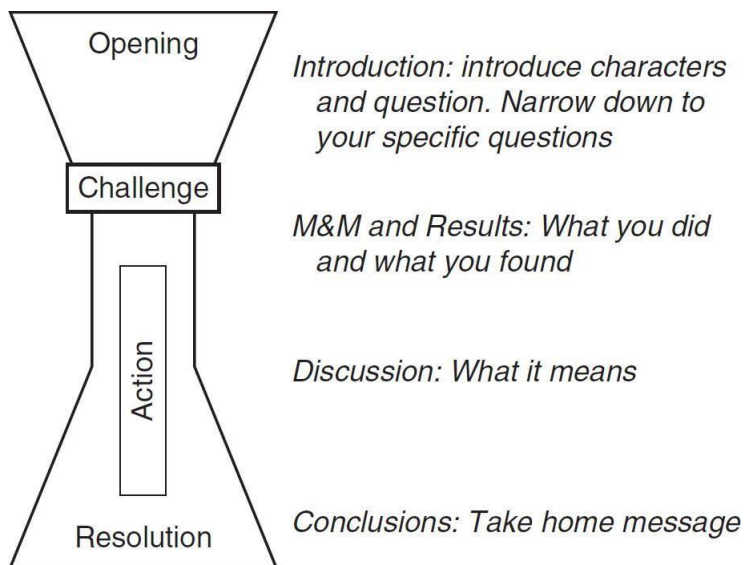 Opening
Introduction: introduce characters
and question. Narrow down to
your specific questions
Challenge
M&M and Results: What you did
and what you found
Action
Discussion: What it means
Resolution
Conclusions: Take home message